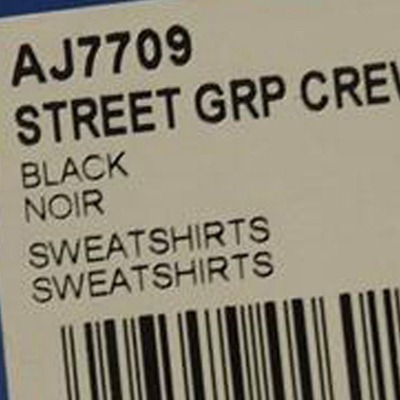 AJ7709
STREET GRP CREW
BLACK
NOIR
SWEATSHIRTS
SWEATSHIRTS